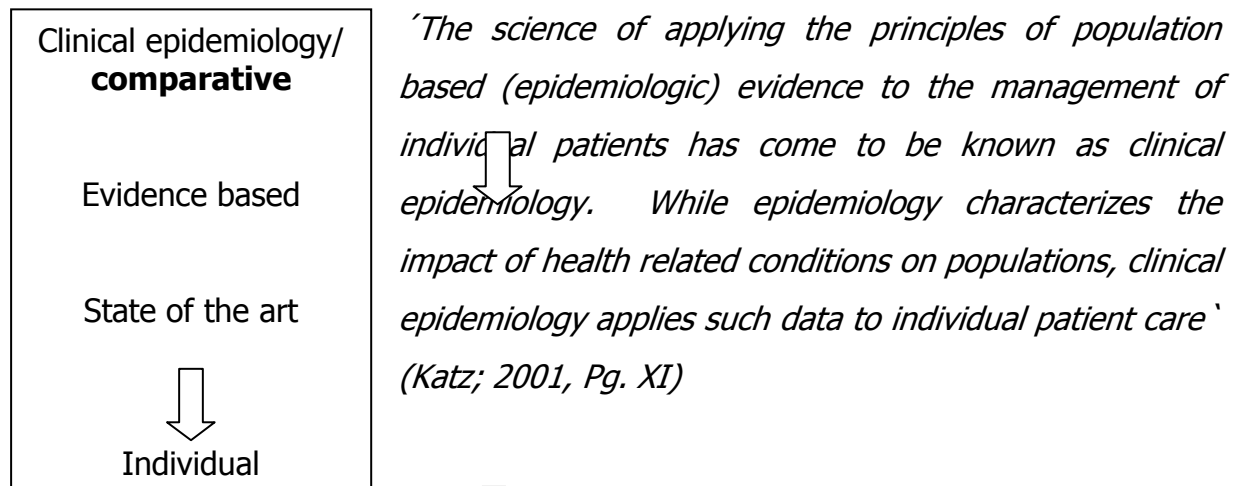 Clinical epidemiology/
comparative
Evidence based
State of the art
Individual
´The science of applying the principles of population
based (epidemiologic) evidence to the management of
individual patients has come to be known as clinical
epidemiology. While epidemiology characterizes the
impact of health related conditions on populations, clinical
epidemiology applies such data to individual patient care`
(Katz; 2001, Pg. XI)